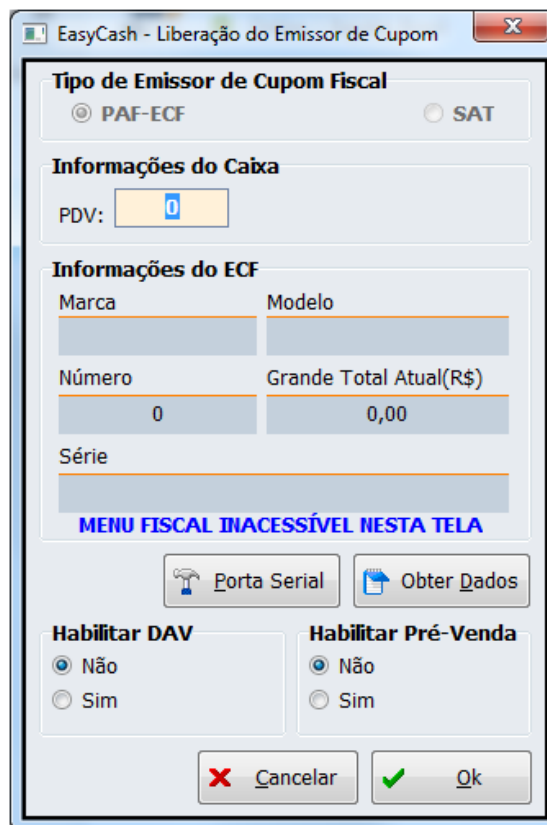 EasyCash - Liberação do Emissor de Cupom
Tipo de Emissor de Cupom Fiscal
PAF-ECF SAT
Informações do Caixa
PDV: 0
Informações do ECF
Marca Modelo
Número Grande Total Atual(R$)
0 0,00
Série
MENU FISCAL INACESSÍVEL NESTA TELA
Porta Serial Obter Dados
Habilitar DAV Habilitar Pré-Venda
Não Não
Sim Sim
Cancelar Ok